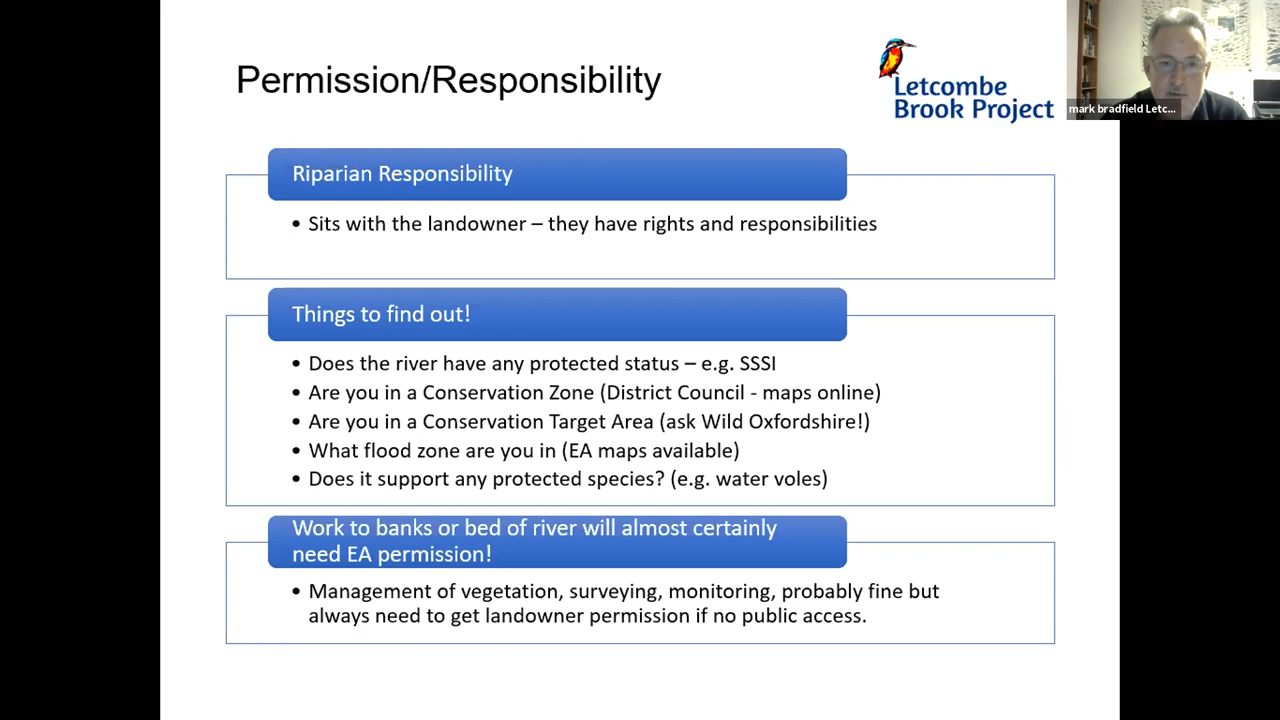 Permission/Responsibility
Letcombe
Brook Project
mark bradfield Letc...
Riparian Responsibility
• Sits with the landowner – they have rights and responsibilities
Things to find out!
• Does the river have any protected status – e.g. SSSI
• Are you in a Conservation Zone (District Council - maps online)
• Are you in a Conservation Target Area (ask Wild Oxfordshire!)
• What flood zone are you in (EA maps available)
• Does it support any protected species? (e.g. water voles)
Work to banks or bed of river will almost certainly
need EA permission!
• Management of vegetation, surveying, monitoring, probably fine but
always need to get landowner permission if no public access.